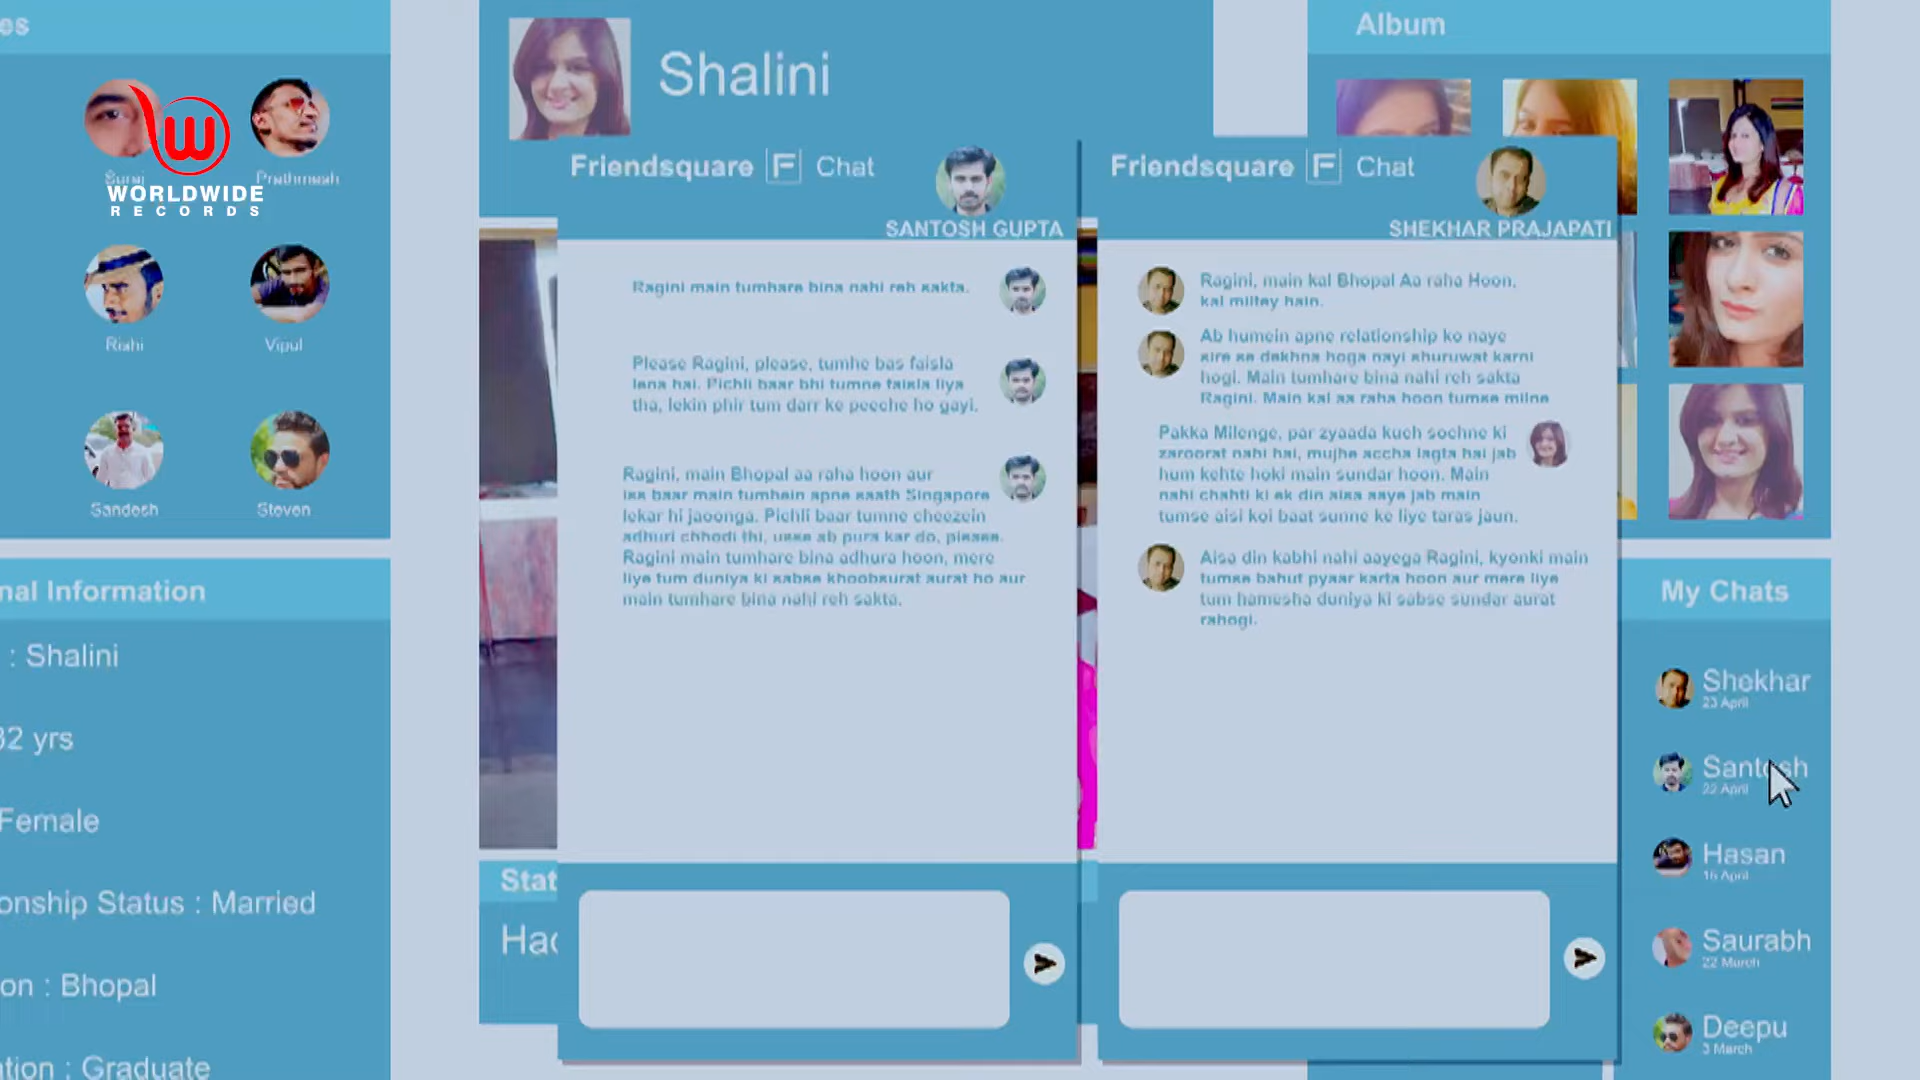 es
Suraj
Prathmesh
WORLDWIDE
RECORDS
Rishi
Vipul
Sandesh
Steven
nal Information
: Shalini
32 yrs
Female
onship Status : Married
on : Bhopal
tion : Graduate
Shalini
Friendsquare F Chat
SANTOSH GUPTA
Ragini main tumhare bina nahi reh sakta.
Please Ragini, please, tumhe bas faisla
lena hai. Pichli baar bhi tumne faisla liya
tha, lekin phir tum darr ke peeche ho gayi.
Ragini, main Bhopal aa raha hoon aur
iss baar main tumhein apne saath Singapore
lekar hi jaoonga. Pichli baar tumne cheezein
adhuri chhodi thi, usse ab pura kar do, please.
Ragini main tumhare bina adhura hoon, mere
liye tum duniya ki sabse khoobsurat aurat ho aur
main tumhare bina nahi reh sakta.
Stat
Had
Friendsquare F Chat
SHEKHAR PRAJAPATI
Ragini, main kal Bhopal Aa raha Hoon,
kal miltey hain.
Ab humein apne relationship ko naye
sire se dekhna hoga nayi shuruwat karni
hogi. Main tumhare bina nahi reh sakta
Ragini. Main kal aa raha hoon tumse milne
Pakka Milenge, par zyaada kuch sochne ki
zaroorat nahi hai, mujhe accha lagta hai jab
hum kehte hoki main sundar hoon. Main
nahi chahti ki ek din aisa aaye jab main
tumse aisi koi baat sunne ke liye taras jaun.
Aisa din kabhi nahi aayega Ragini, kyonki main
tumse bahut pyaar karta hoon aur mere liye
tum hamesha duniya ki sabse sundar aurat
rahogi.
Album
My Chats
Shekhar
23 April
Santosh
22 April
Hasan
16 April
Saurabh
22 March
Deepu
3 March